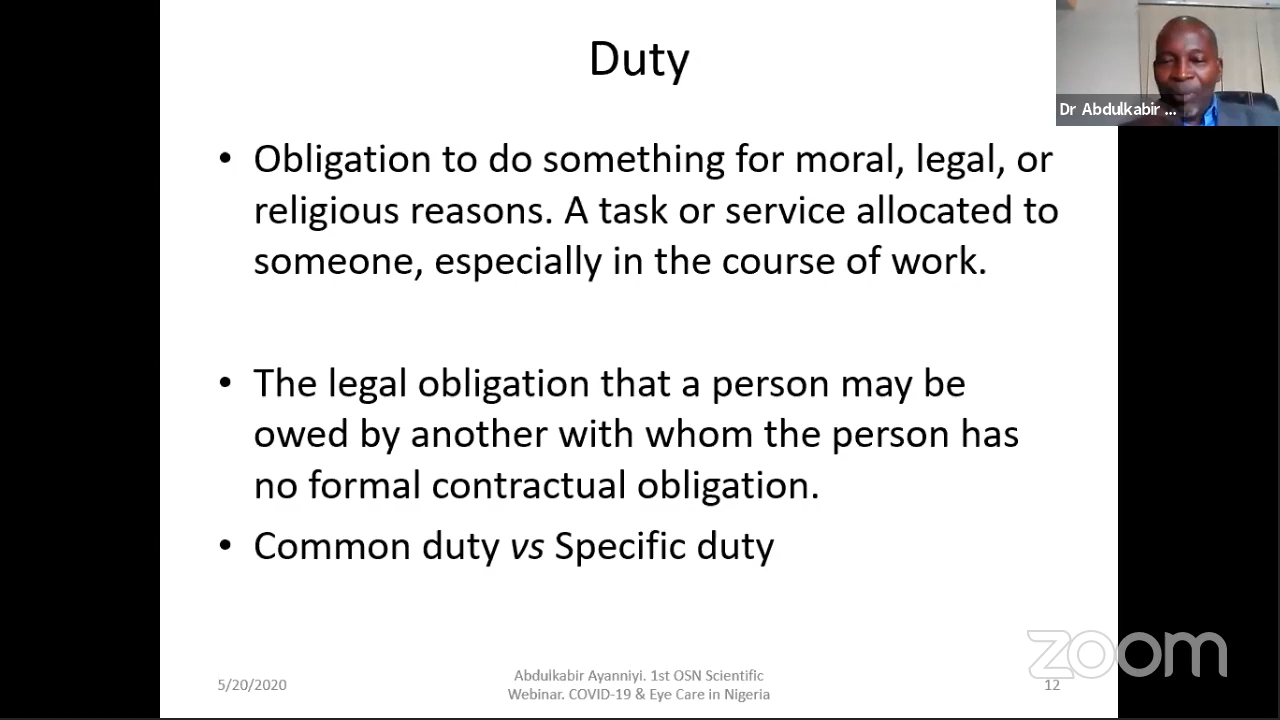 Duty
Dr Abdulkabir ...
• Obligation to do something for moral, legal, or
religious reasons. A task or service allocated to
someone, especially in the course of work.
• The legal obligation that a person may be
owed by another with whom the person has
no formal contractual obligation.
• Common duty vs Specific duty
zoom
5/20/2020
Abdulkabir Ayanniyi. 1st OSN Scientific
Webinar. COVID-19 & Eye Care in Nigeria
12